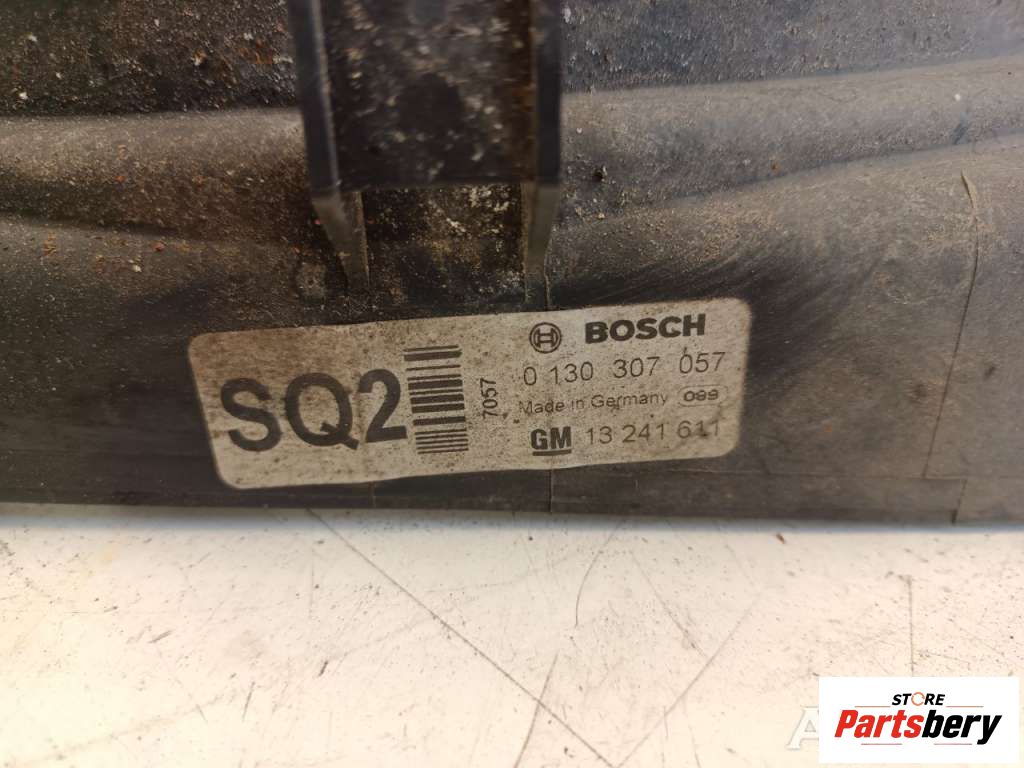 SQ2
7057
BOSCH
0 130 307 057
Made in Germany 089
GM 13 241 611
STORE
Partsbery
A